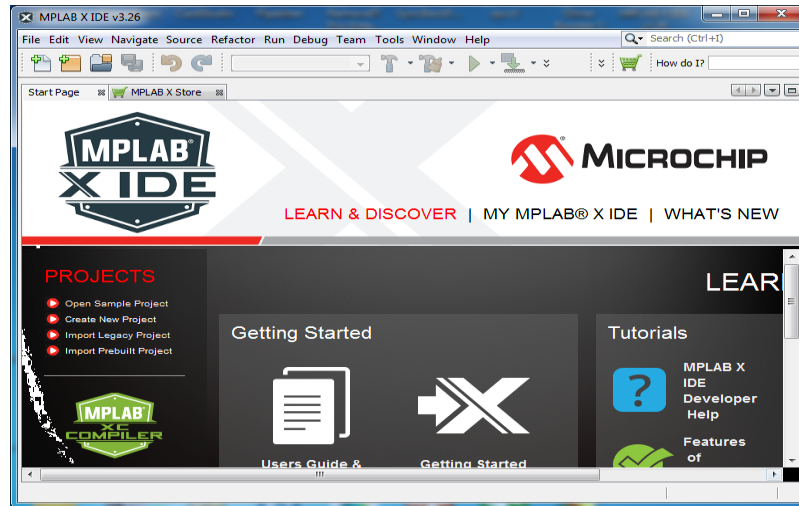 MPLAB X IDE v3.26
File Edit View Navigate Source Refactor Run Debug Team Tools Window Help
Search (Ctrl+I)
How do I?
Start Page
MPLAB X Store
MPLAB®
X IDE
MICROCHIP
LEARN & DISCOVER | MY MPLAB® X IDE | WHAT'S NEW
PROJECTS
Open Sample Project
Create New Project
Import Legacy Project
Import Prebuilt Project
MPLAB
XC
COMPILER
LEAR
Getting Started
Users Guide &
Getting Started
Tutorials
?
MPLAB X
IDE
Developer
Help
Features
of